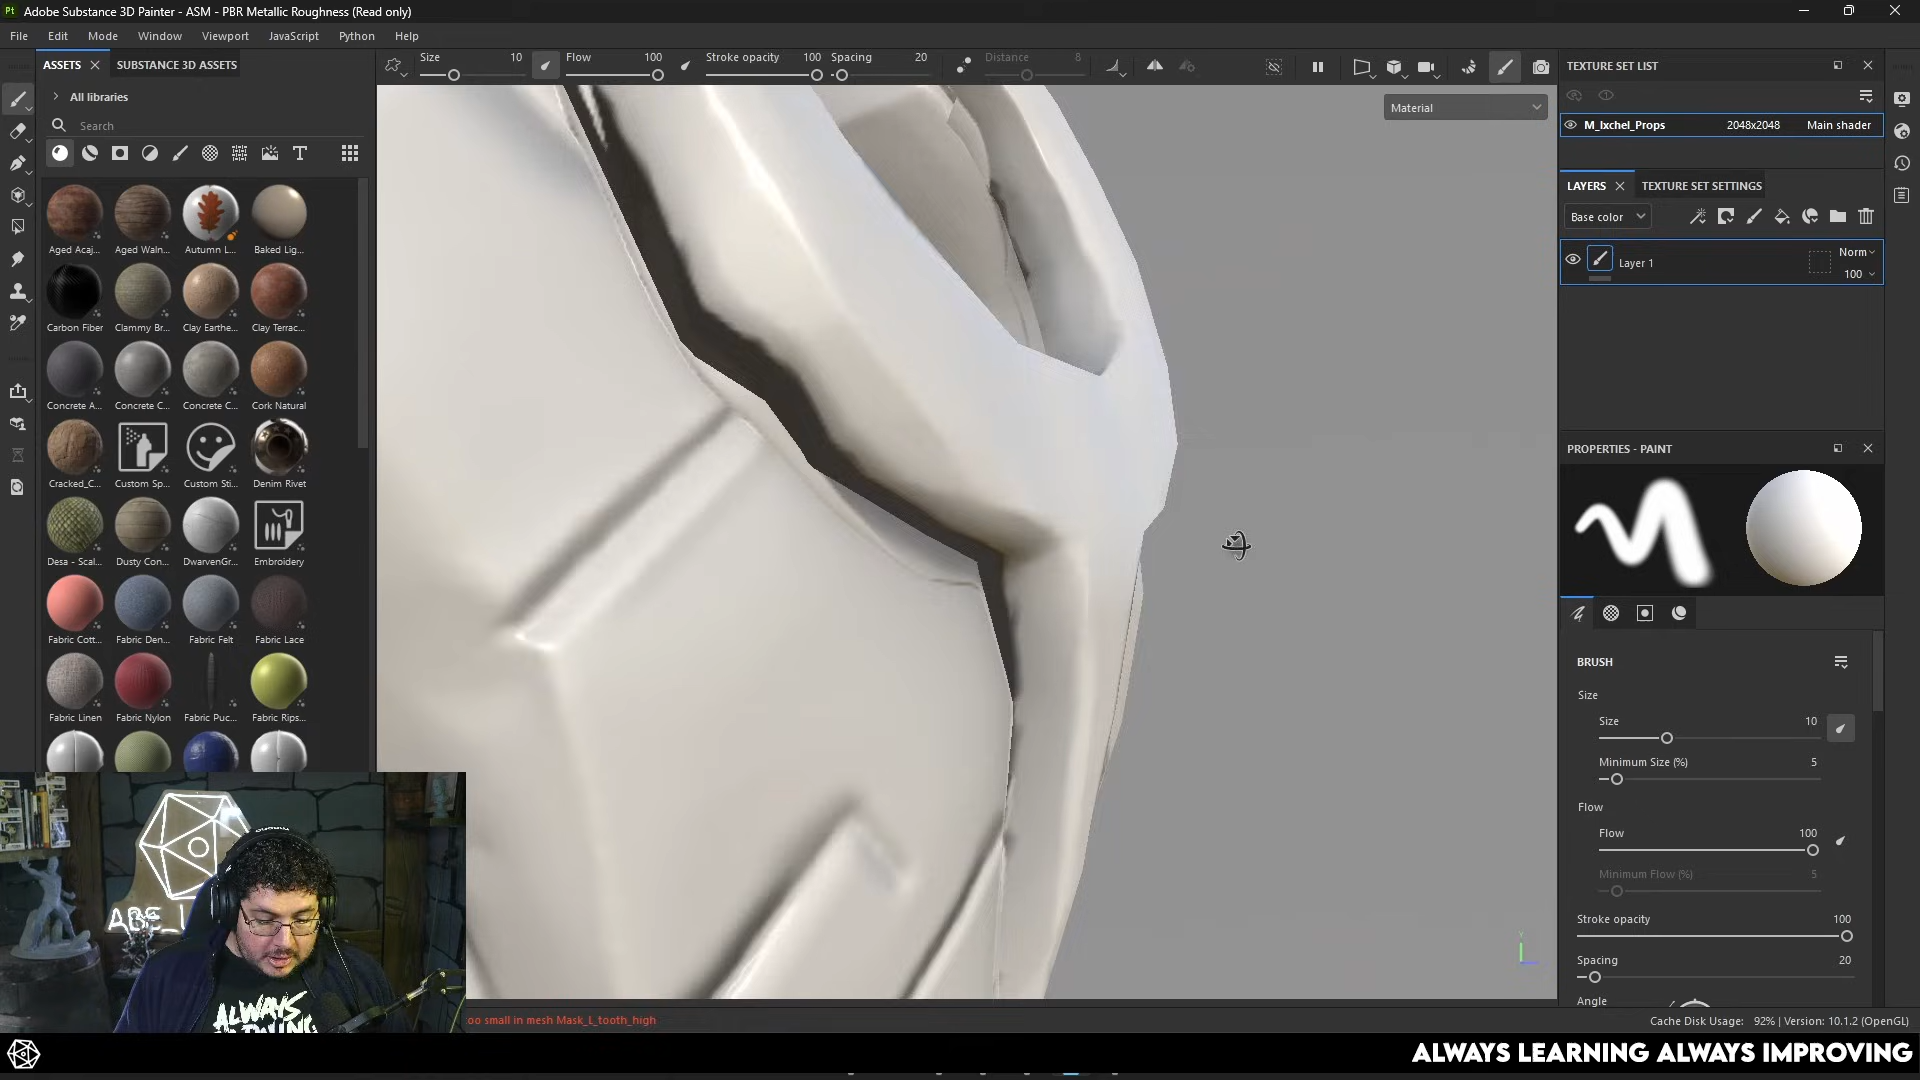 Pt Adobe Substance 3D Painter - ASM - PBR Metallic Roughness (Read only)
File Edit Mode Window Viewport JavaScript Python Help
ASSETS SUBSTANCE 3D ASSETS
Size 10 Flow 100 Stroke opacity 100 Spacing 20 Distance 8
All libraries
Search
Material
Aged Acaj... Aged Waln... Autumn L... Baked Lig...
Carbon Fiber Clammy Br... Clay Earthe... Clay Terrac...
Concrete A... Concrete C... Concrete C... Cork Natural
Cracked_C... Custom Sp... Custom Sti... Denim Rivet
Desa - Scal... Dusty Con... DwarvenGr... Embroidery
Fabric Cott... Fabric Den... Fabric Felt Fabric Lace
Fabric Linen Fabric Nylon Fabric Puc... Fabric Rips...
TEXTURE SET LIST
M_Ixchel_Props 2048x2048 Main shader
LAYERS TEXTURE SET SETTINGS
Base color
Layer 1 Norm
100
PROPERTIES - PAINT
BRUSH
Size
Size 10
Minimum Size (%) 5
Flow
Flow 100
Minimum Flow (%) 5
Stroke opacity 100
Spacing 20
Angle
Y
ALWAYS
too small in mesh Mask_L_tooth_high
Cache Disk Usage: 92% | Version: 10.1.2 (OpenGL)
ALWAYS LEARNING ALWAYS IMPROVING